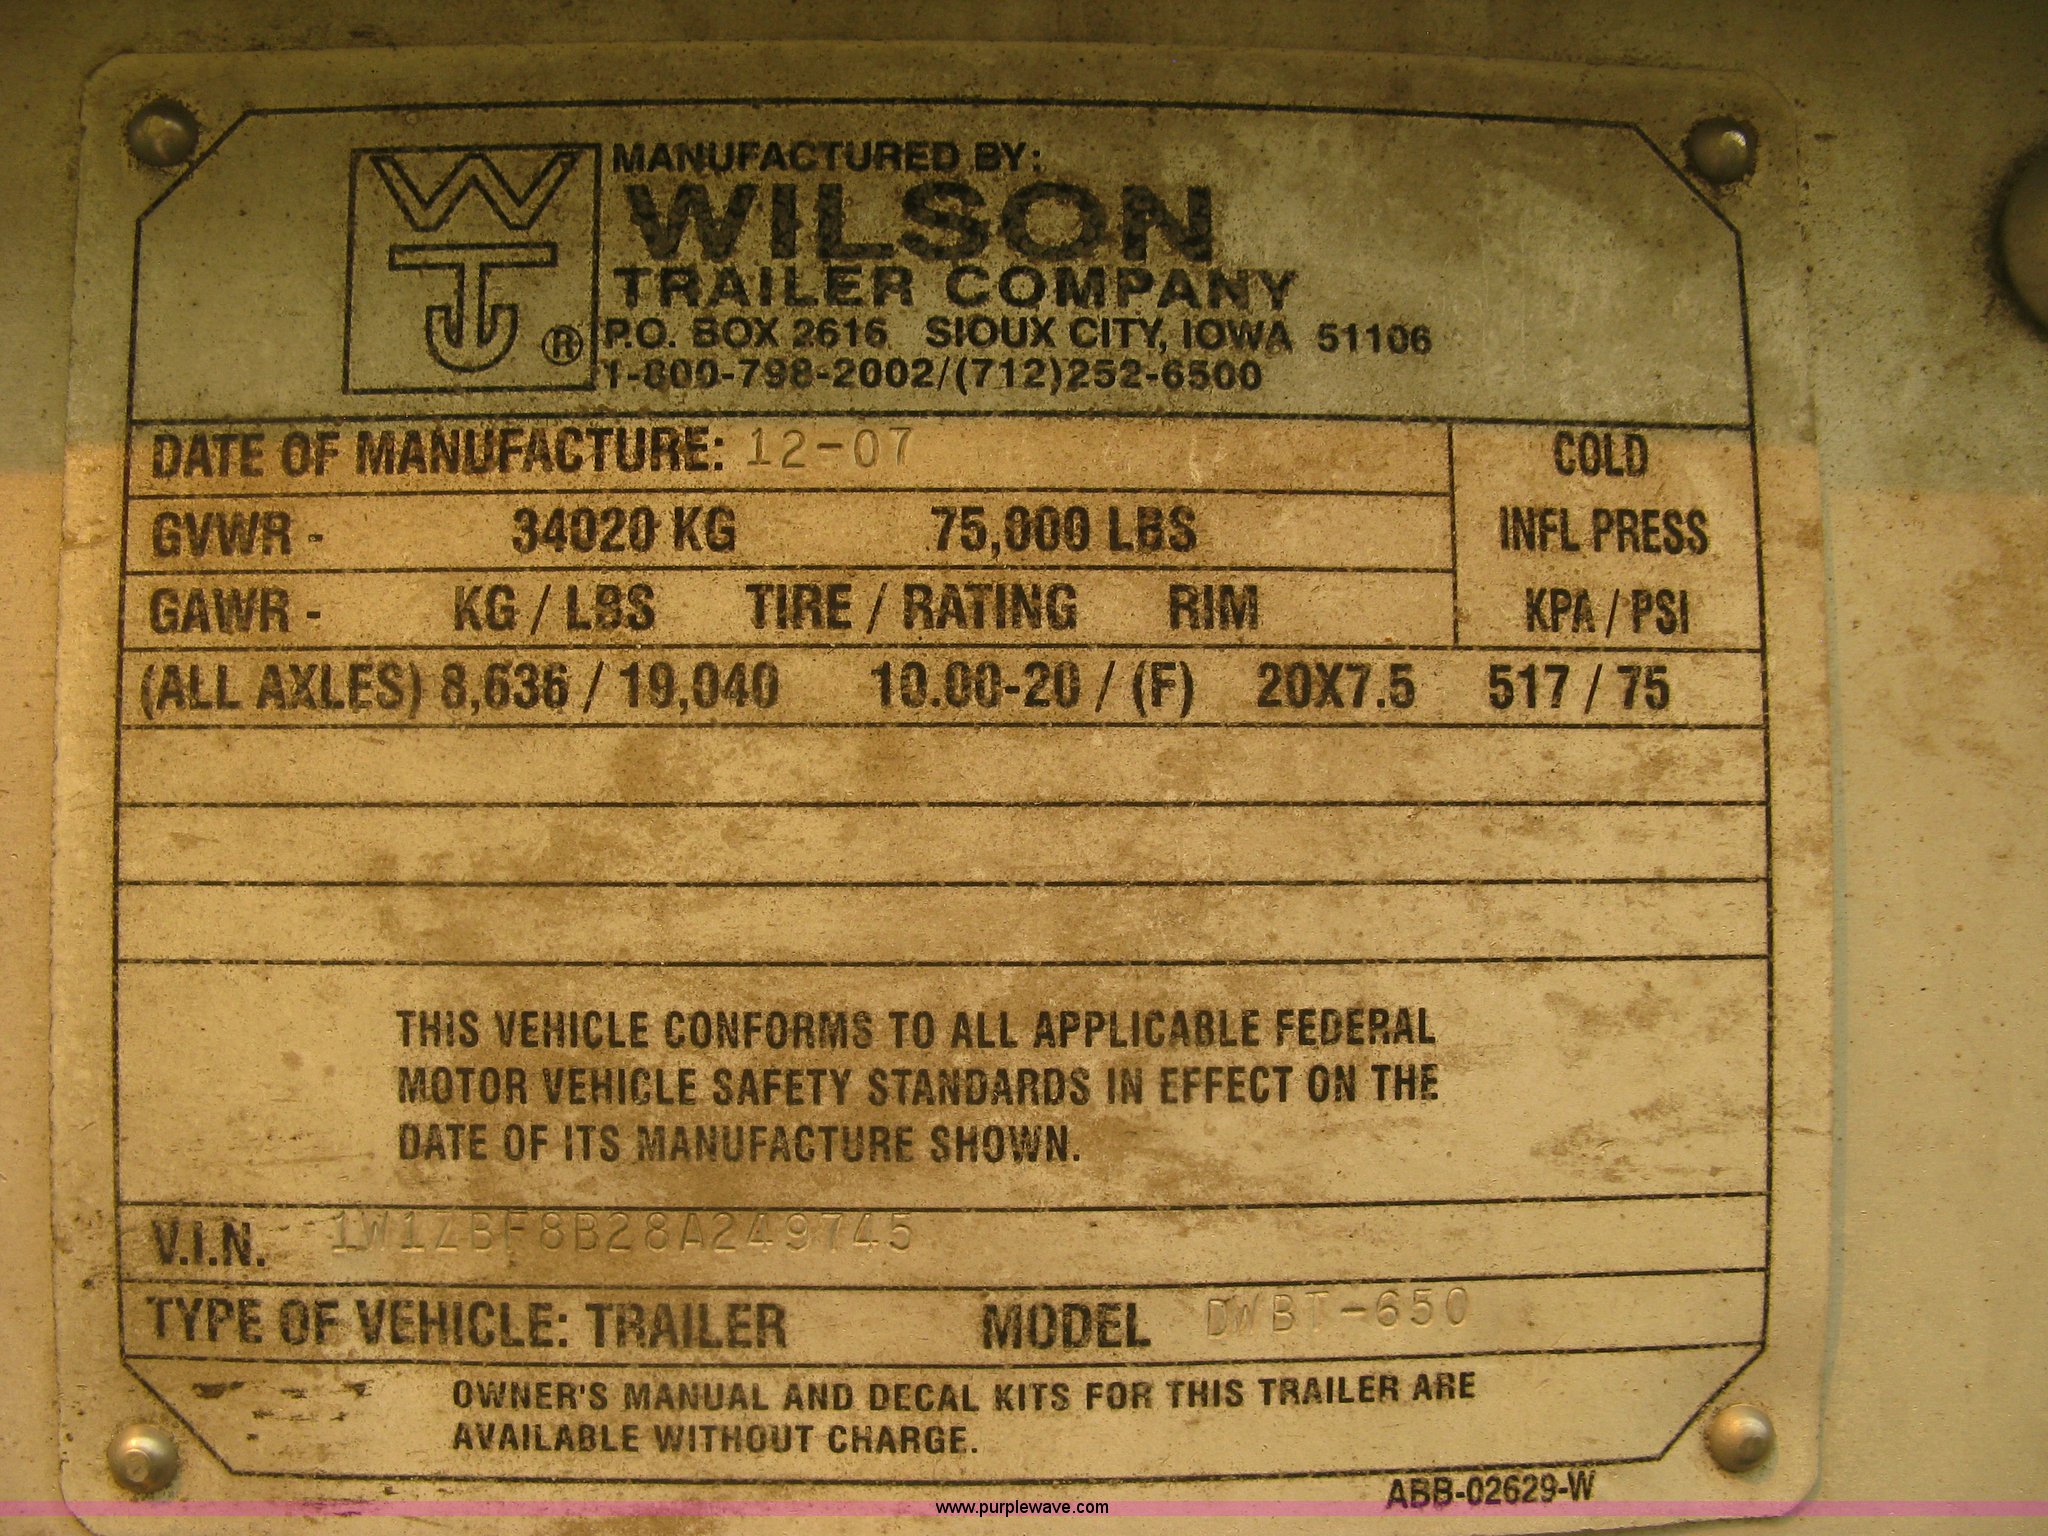 WTJ ®
MANUFACTURED BY:
WILSON
TRAILER COMPANY
P.O. BOX 2616 SIOUX CITY, IOWA 51106
1-800-798-2002/(712)252-6500
DATE OF MANUFACTURE: 12-07
COLD
GVWR - 34020 KG 75,000 LBS
INFL PRESS
GAWR - KG / LBS TIRE / RATING RIM
KPA / PSI
(ALL AXLES) 8,636 / 19,040 10.00-20 / (F) 20X7.5 517 / 75
THIS VEHICLE CONFORMS TO ALL APPLICABLE FEDERAL
MOTOR VEHICLE SAFETY STANDARDS IN EFFECT ON THE
DATE OF ITS MANUFACTURE SHOWN.
V.I.N. 1W1ZBF8B28A249745
TYPE OF VEHICLE: TRAILER MODEL DWBT-650
OWNER'S MANUAL AND DECAL KITS FOR THIS TRAILER ARE
AVAILABLE WITHOUT CHARGE.
ABB-02629-W
www.purplewave.com